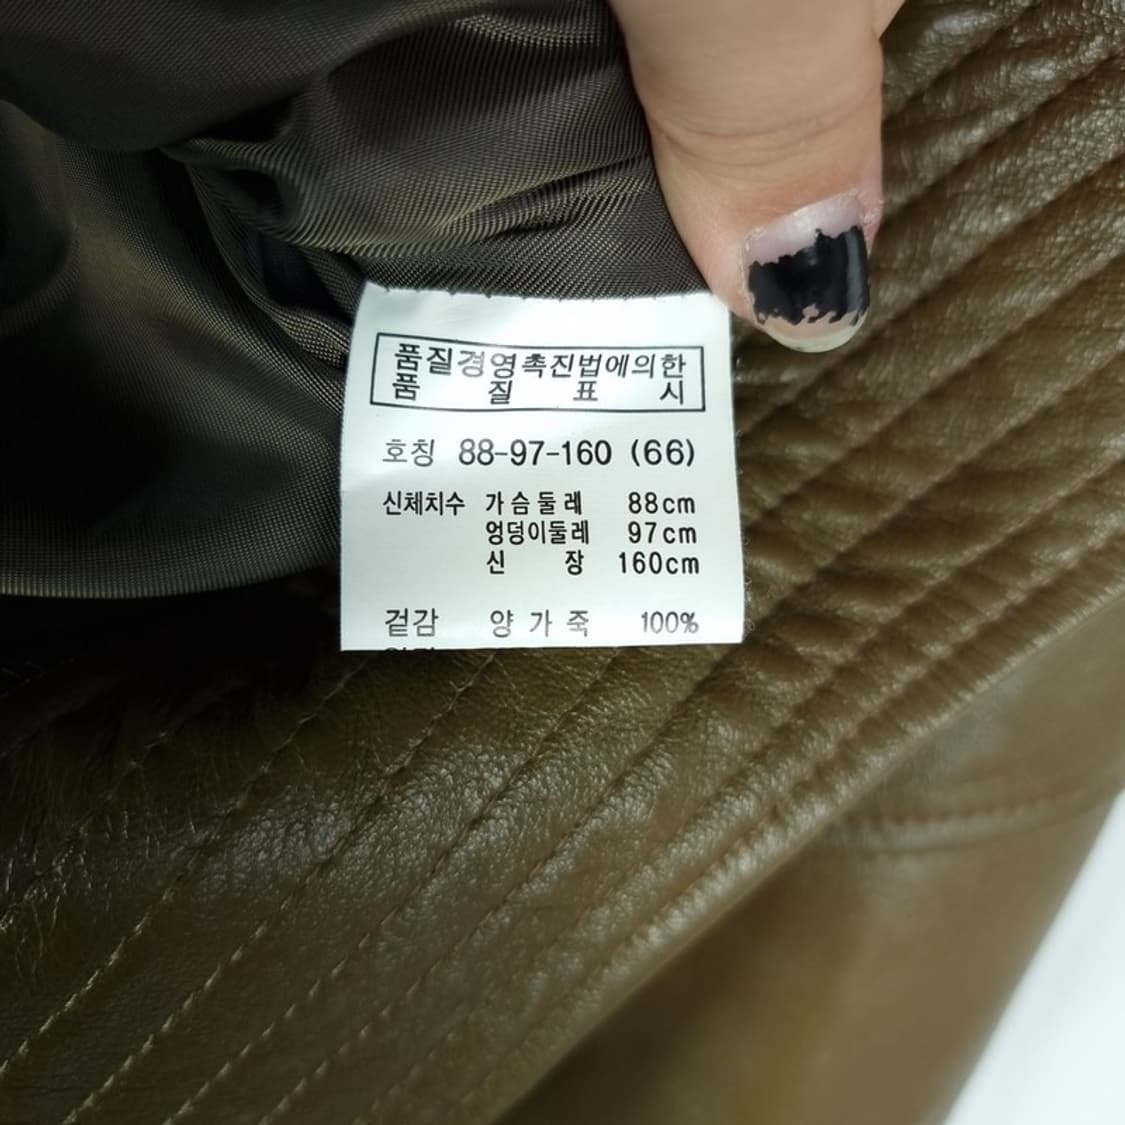 품질경영촉진법에의한
품 질 표 시
호칭 88-97-160 (66)
신체치수 가슴둘레 88cm
엉덩이둘레 97cm
신 장 160cm
겉감 양가죽 100%